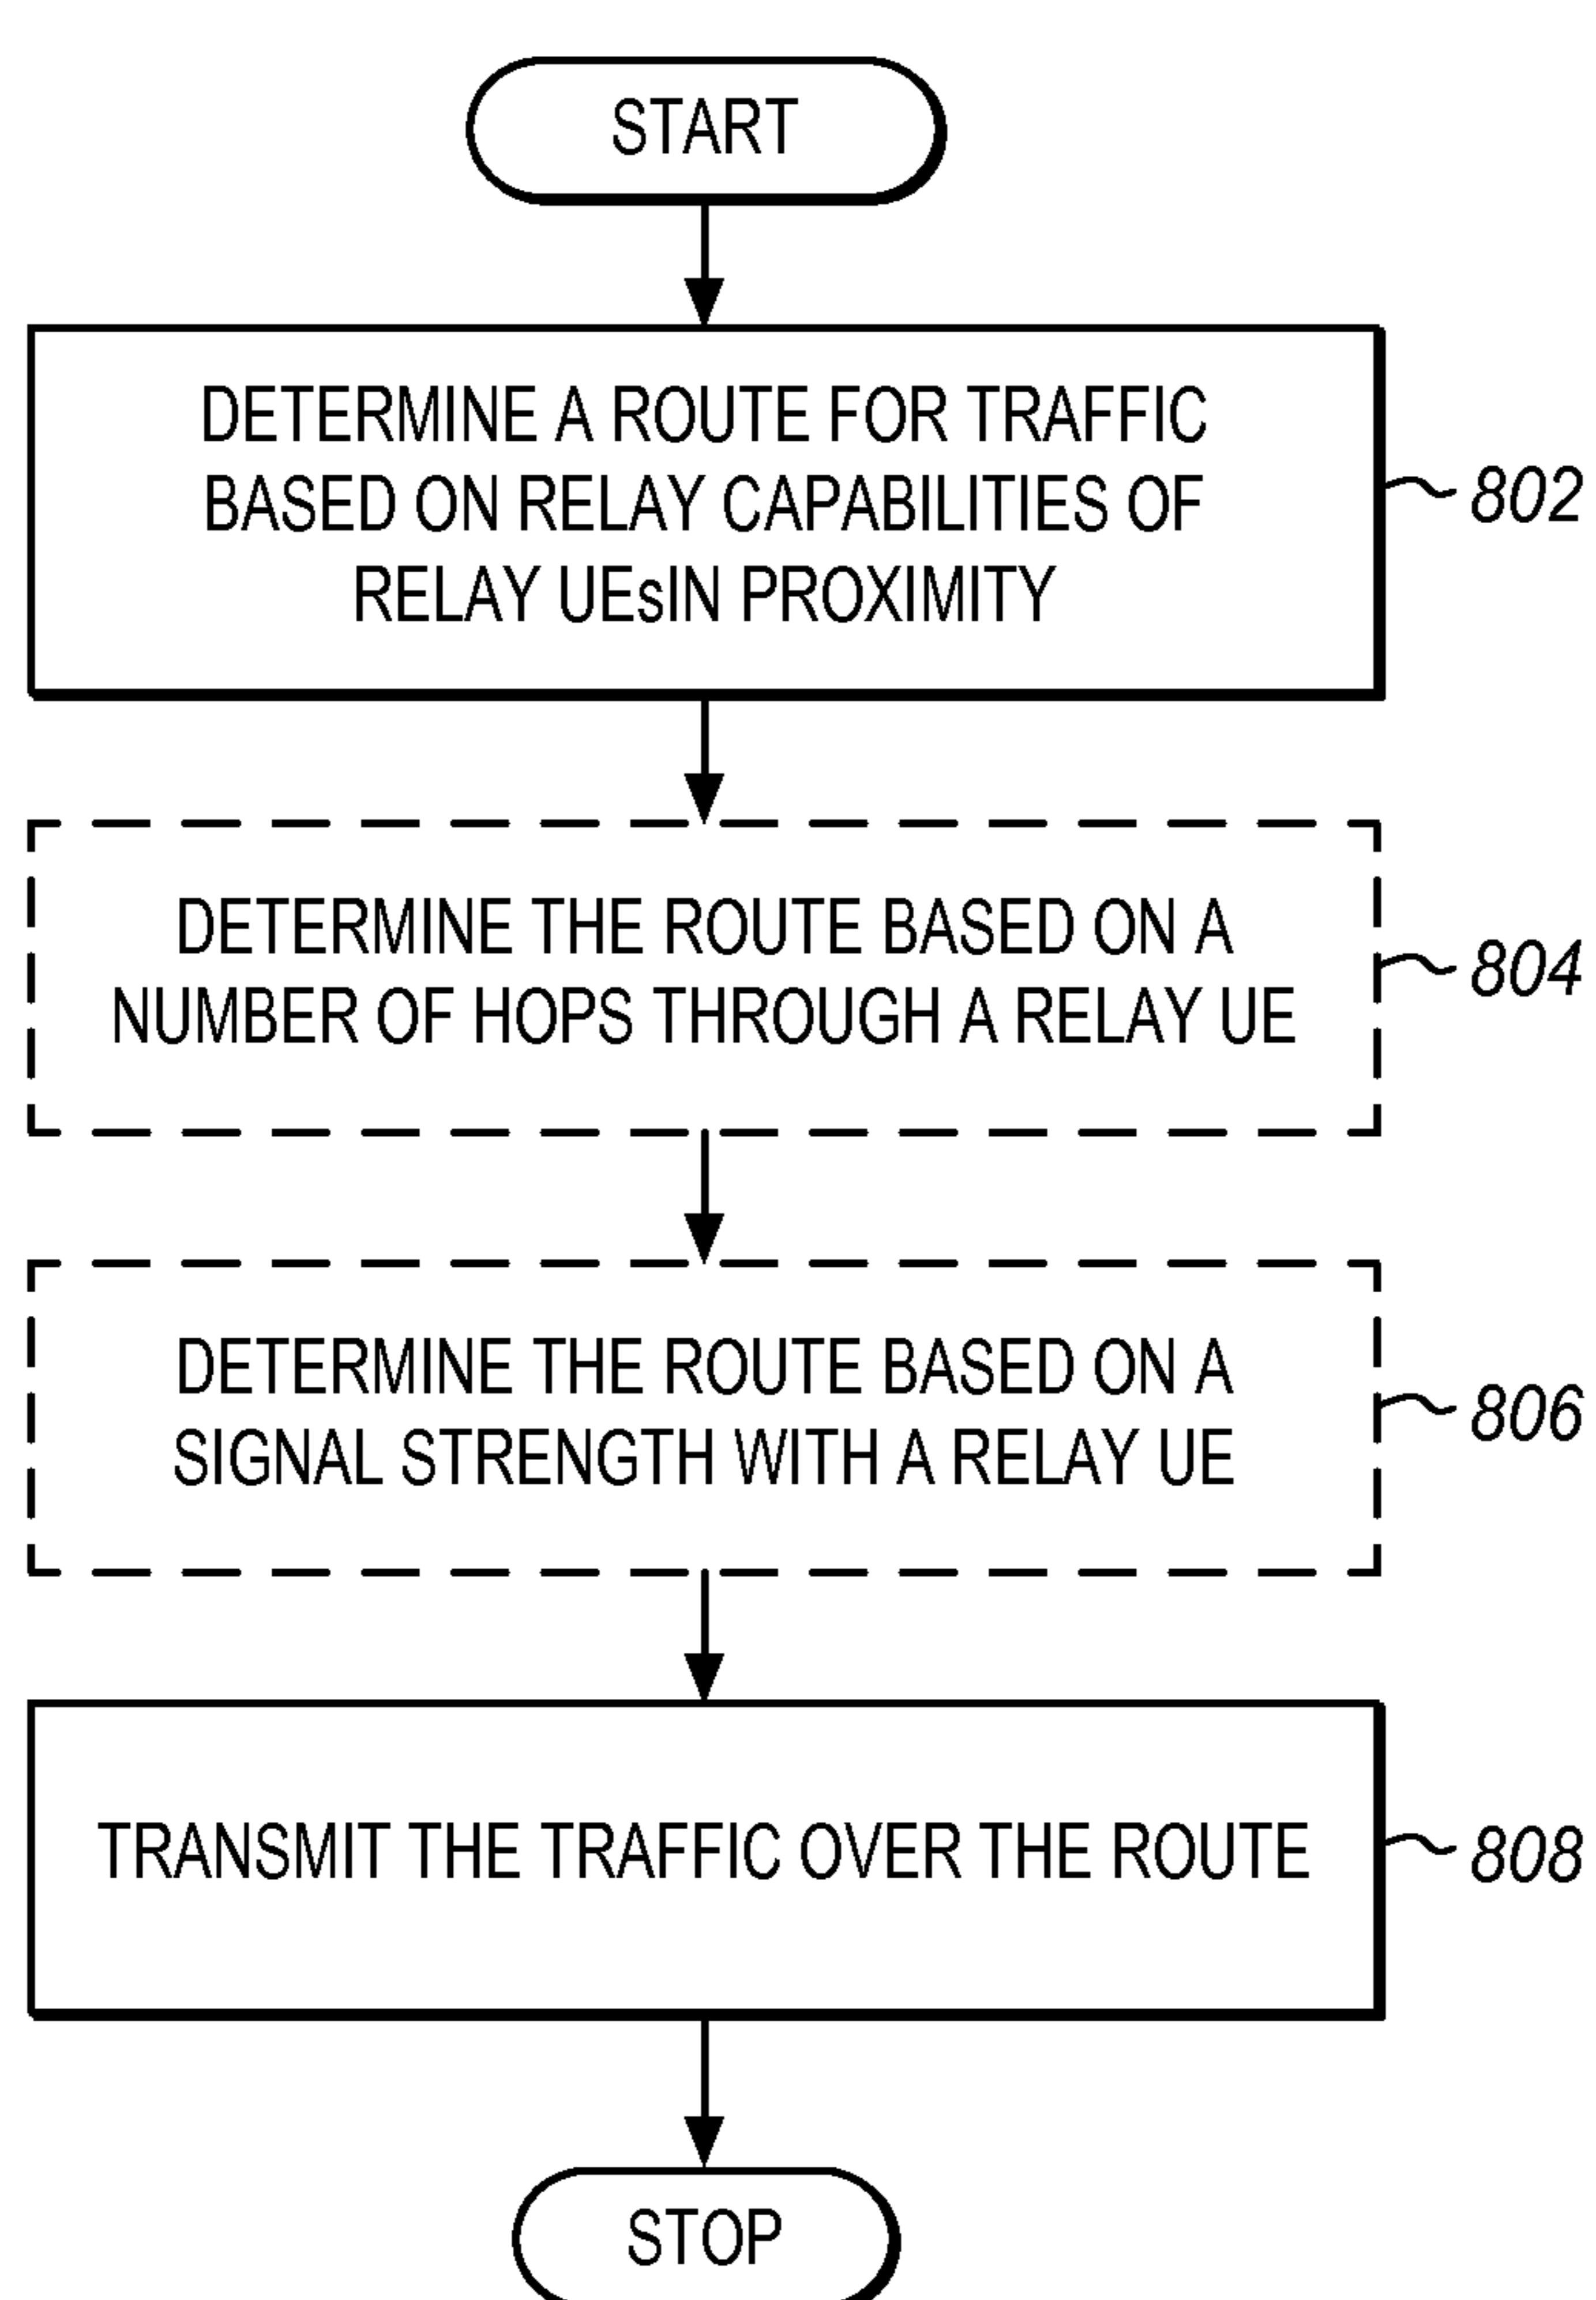 START
DETERMINE A ROUTE FOR TRAFFIC
BASED ON RELAY CAPABILITIES OF
RELAY UEsIN PROXIMITY
802
DETERMINE THE ROUTE BASED ON A
NUMBER OF HOPS THROUGH A RELAY UE
804
DETERMINE THE ROUTE BASED ON A
SIGNAL STRENGTH WITH A RELAY UE
806
TRANSMIT THE TRAFFIC OVER THE ROUTE
808
STOP